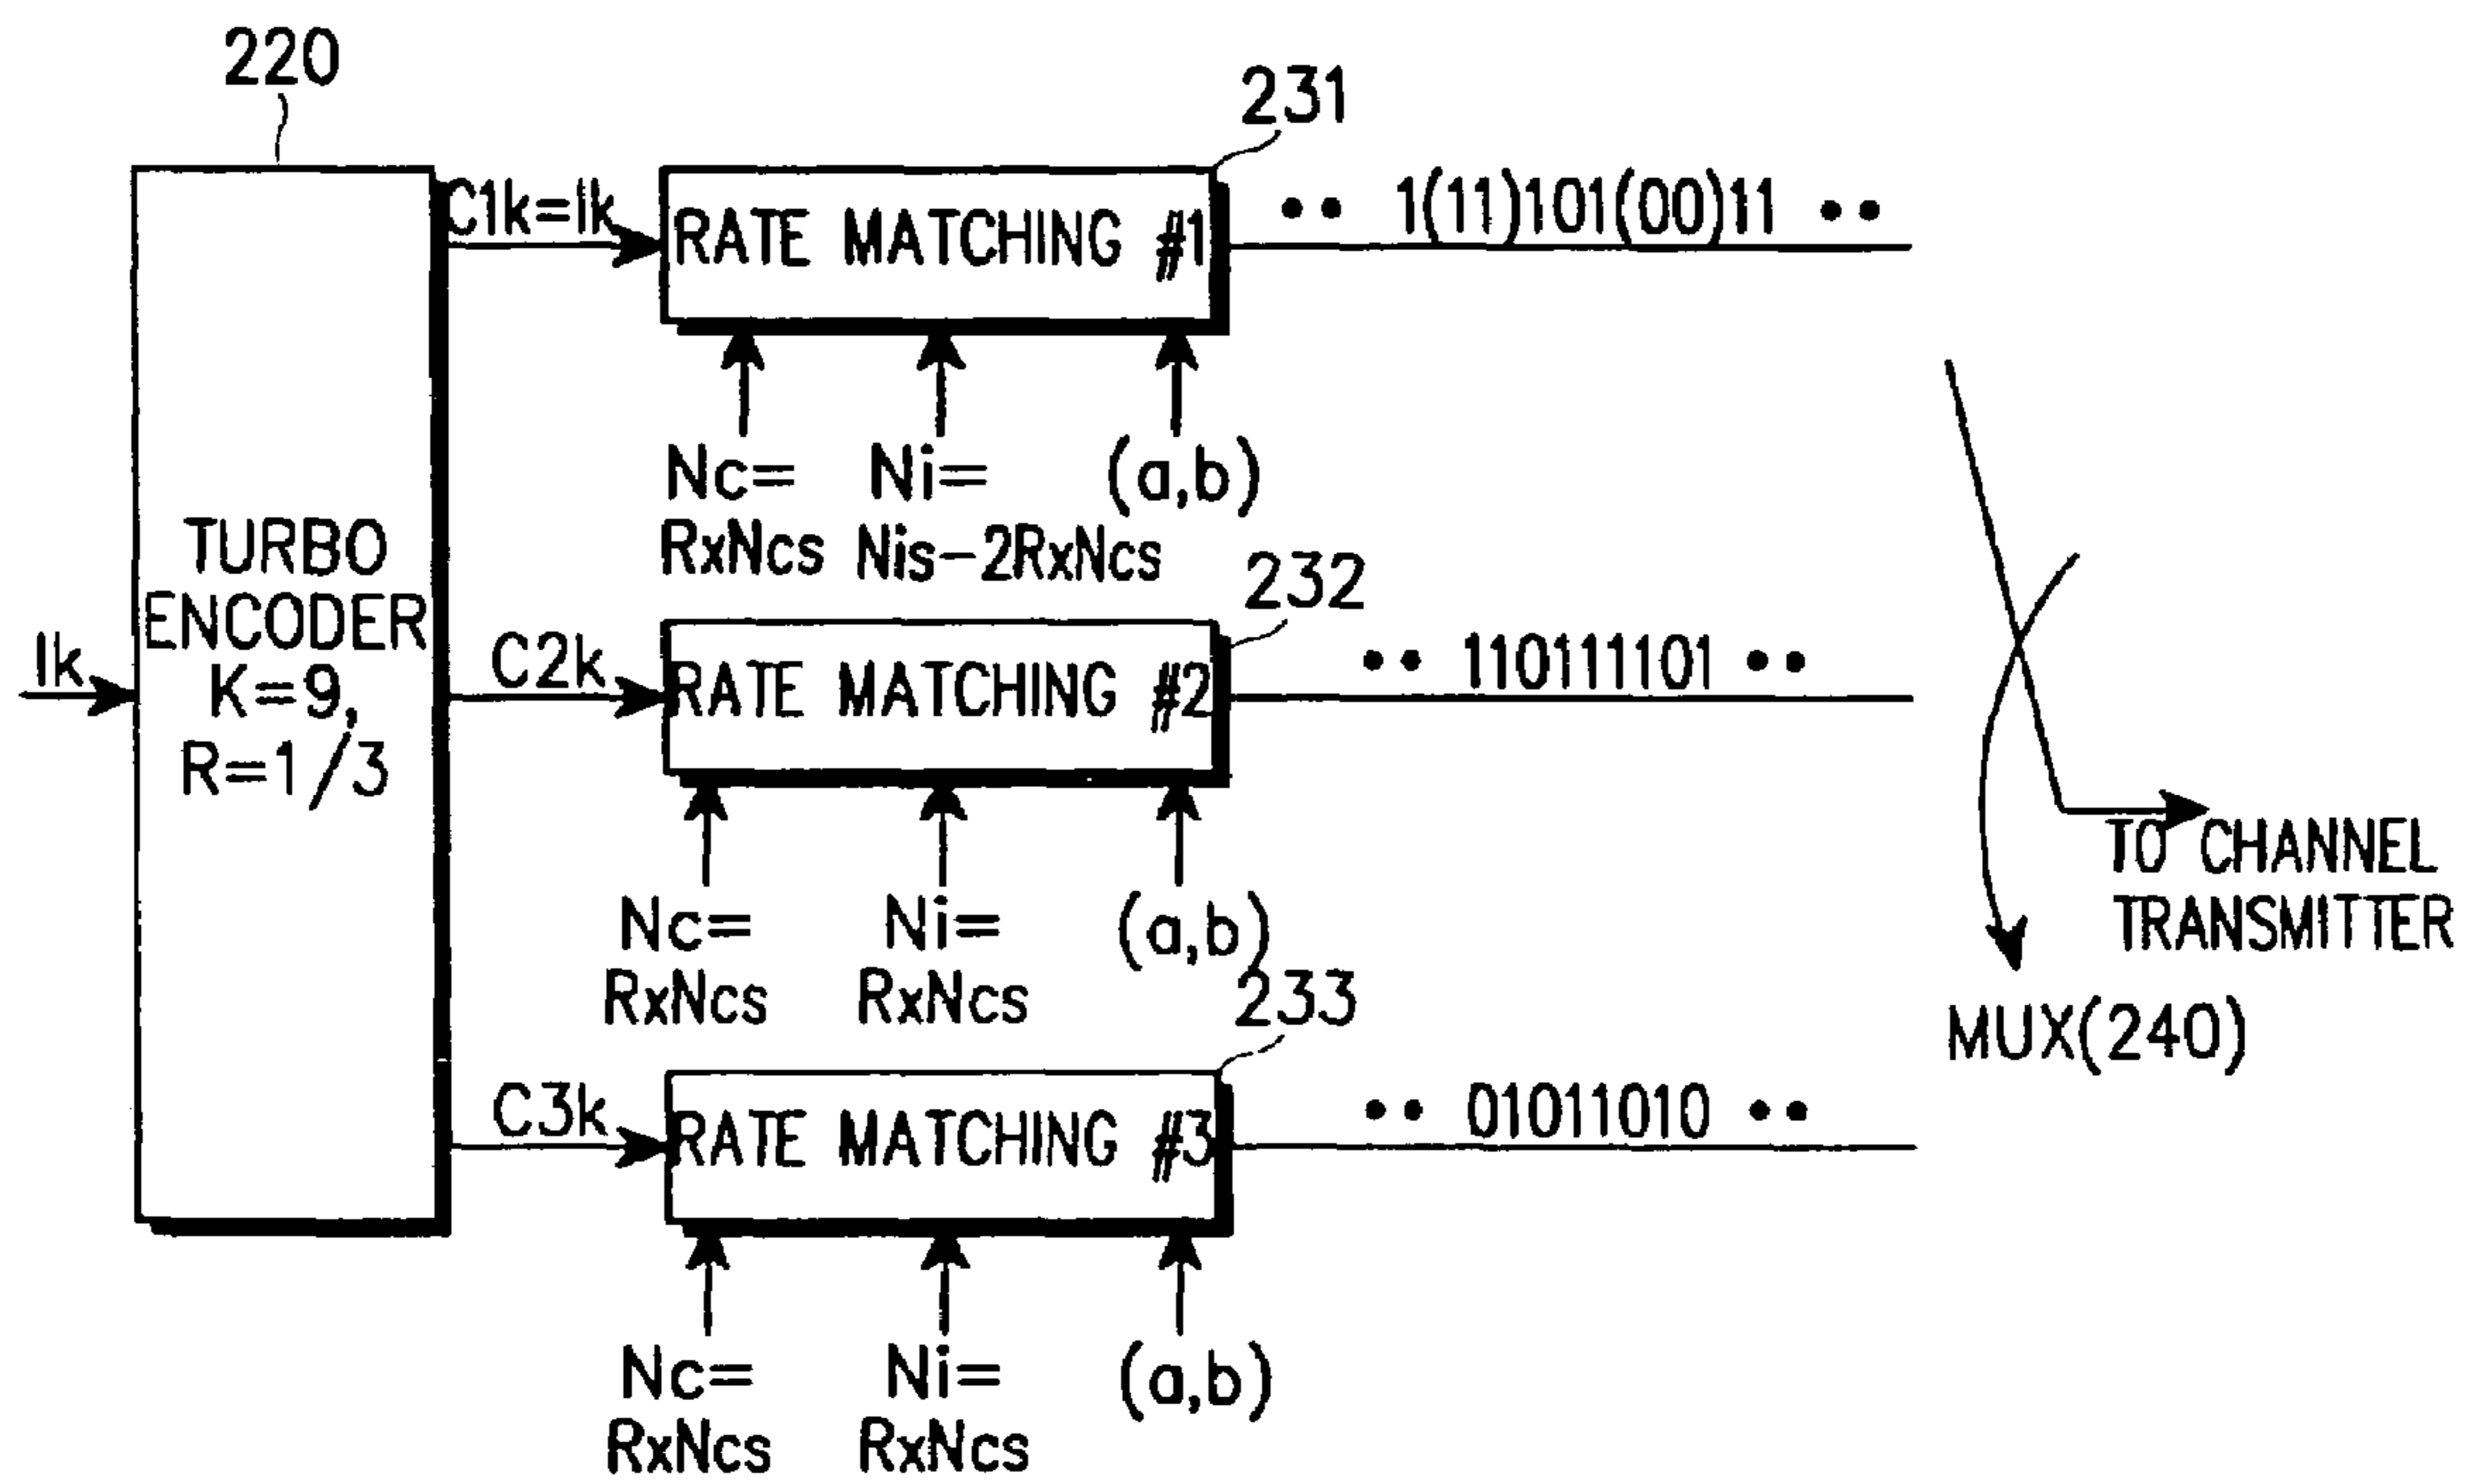 220
231
C1k=Ik
RATE MATCHING #1
•• 1(11)101(00)11 ••
Nc=
RxNcs
Ni=
Nis-2RxNcs
(a,b)
TURBO
ENCODER
K=9,
R=1/3
Ik
232
C2k
RATE MATCHING #2
•• 110111101 ••
Nc=
RxNcs
Ni=
RxNcs
(a,b)
TO CHANNEL
TRANSMITTER
MUX(240)
233
C3k
RATE MATCHING #3
•• 01011010 ••
Nc=
RxNcs
Ni=
RxNcs
(a,b)